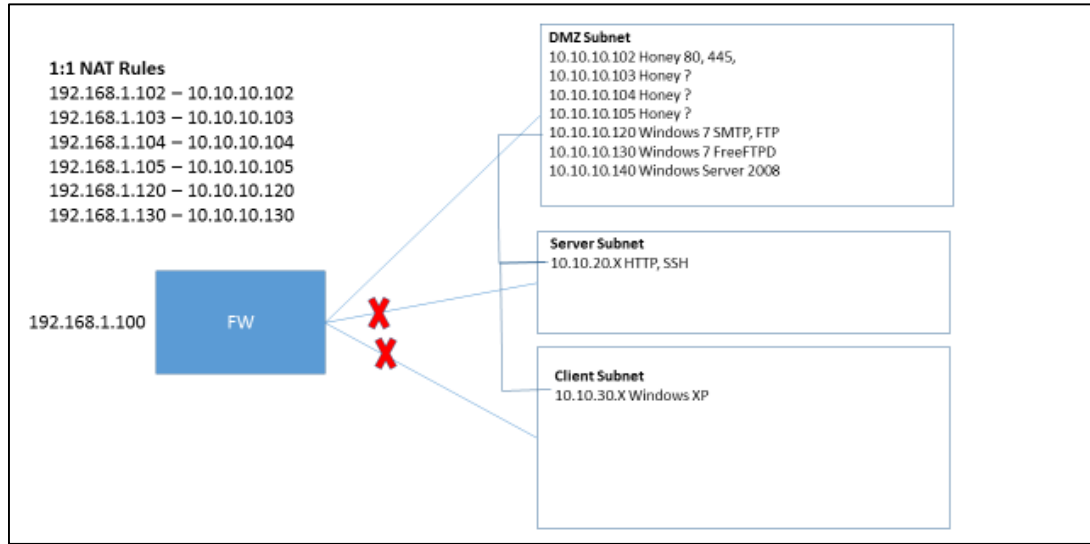 1:1 NAT Rules
192.168.1.102 – 10.10.10.102
192.168.1.103 – 10.10.10.103
192.168.1.104 – 10.10.10.104
192.168.1.105 – 10.10.10.105
192.168.1.120 – 10.10.10.120
192.168.1.130 – 10.10.10.130
192.168.1.100
FW
DMZ Subnet
10.10.10.102 Honey 80, 445,
10.10.10.103 Honey ?
10.10.10.104 Honey ?
10.10.10.105 Honey ?
10.10.10.120 Windows 7 SMTP, FTP
10.10.10.130 Windows 7 FreeFTPD
10.10.10.140 Windows Server 2008
Server Subnet
10.10.20.X HTTP, SSH
Client Subnet
10.10.30.X Windows XP